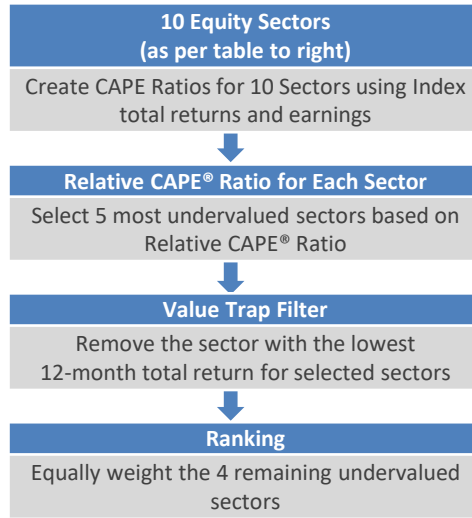 10 Equity Sectors
(as per table to right)
Create CAPE Ratios for 10 Sectors using Index
total returns and earnings
Relative CAPE® Ratio for Each Sector
Select 5 most undervalued sectors based on
Relative CAPE® Ratio
Value Trap Filter
Remove the sector with the lowest
12-month total return for selected sectors
Ranking
Equally weight the 4 remaining undervalued
sectors